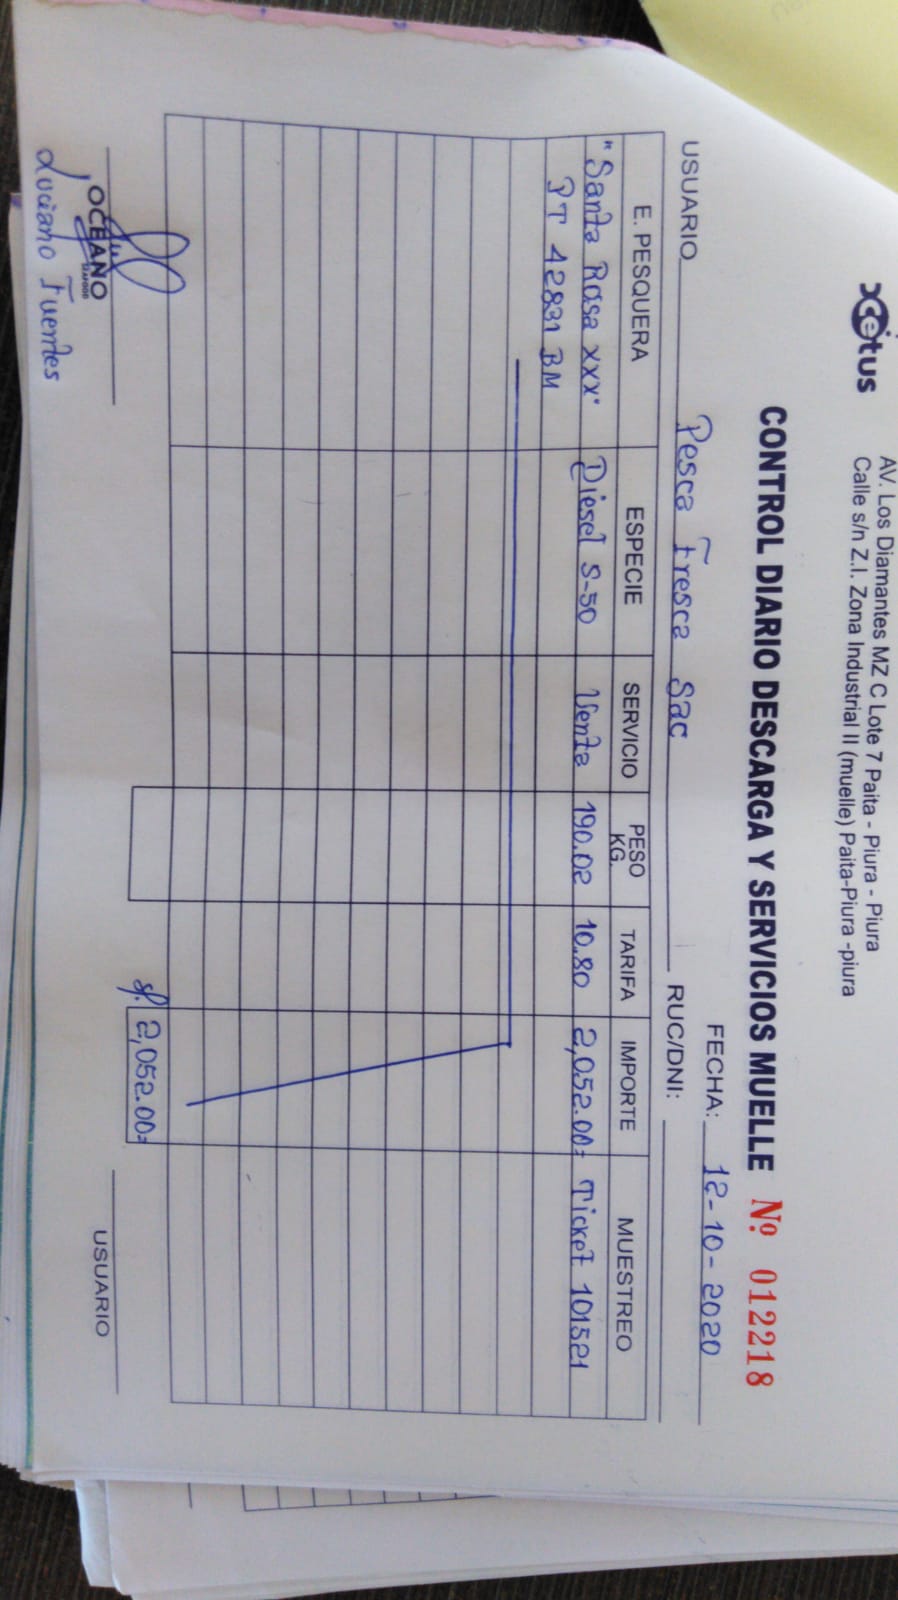 xcetus
AV. Los Diamantes MZ C Lote 7 Paita - Piura - Piura
Calle s/n Z.I. Zona Industrial II (muelle) Paita-Piura -piura
CONTROL DIARIO DESCARGA Y SERVICIOS MUELLE Nº 012218
FECHA: 12-10-2020
USUARIO Pesca Fresca Sac RUC/DNI:
E. PESQUERA ESPECIE SERVICIO PESO KG. TARIFA IMPORTE MUESTREO
"Santa Rosa XXX" Diesel S-50 Venta 190.02 10.80 2,052.00= Ticket 101521
PT 42831 BM
S/. 2,052.00=
OCEANO
SEAFOOD
USUARIO
Luciano Fuentes